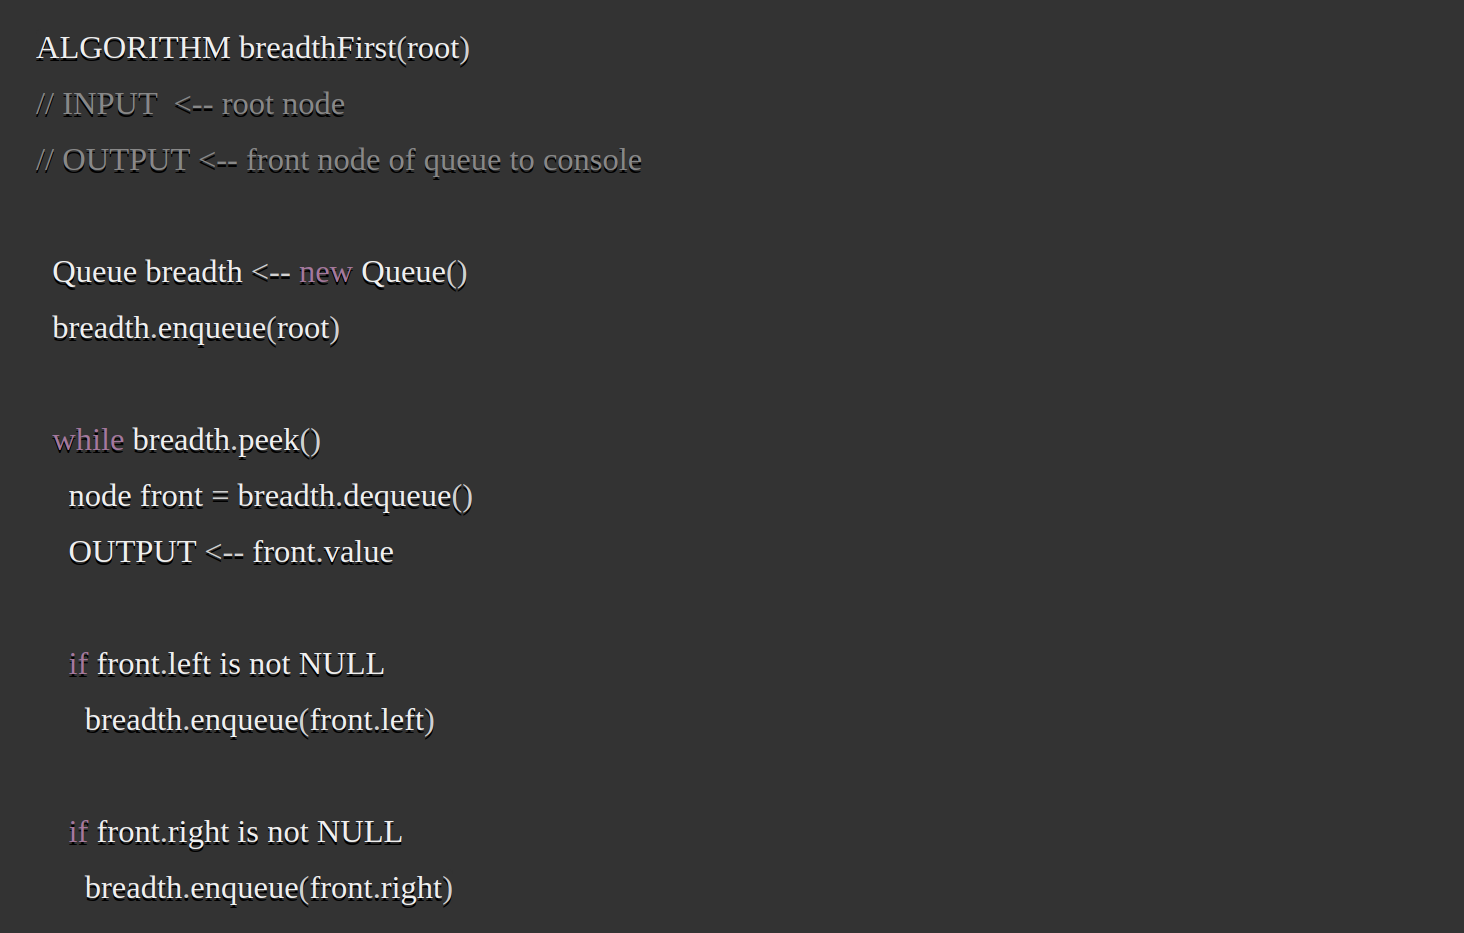 ALGORITHM breadthFirst(root)
// INPUT  <-- root node
// OUTPUT <-- front node of queue to console
Queue breadth <-- new Queue()
breadth.enqueue(root)
while breadth.peek()
node front = breadth.dequeue()
OUTPUT <-- front.value
if front.left is not NULL
breadth.enqueue(front.left)
if front.right is not NULL
breadth.enqueue(front.right)